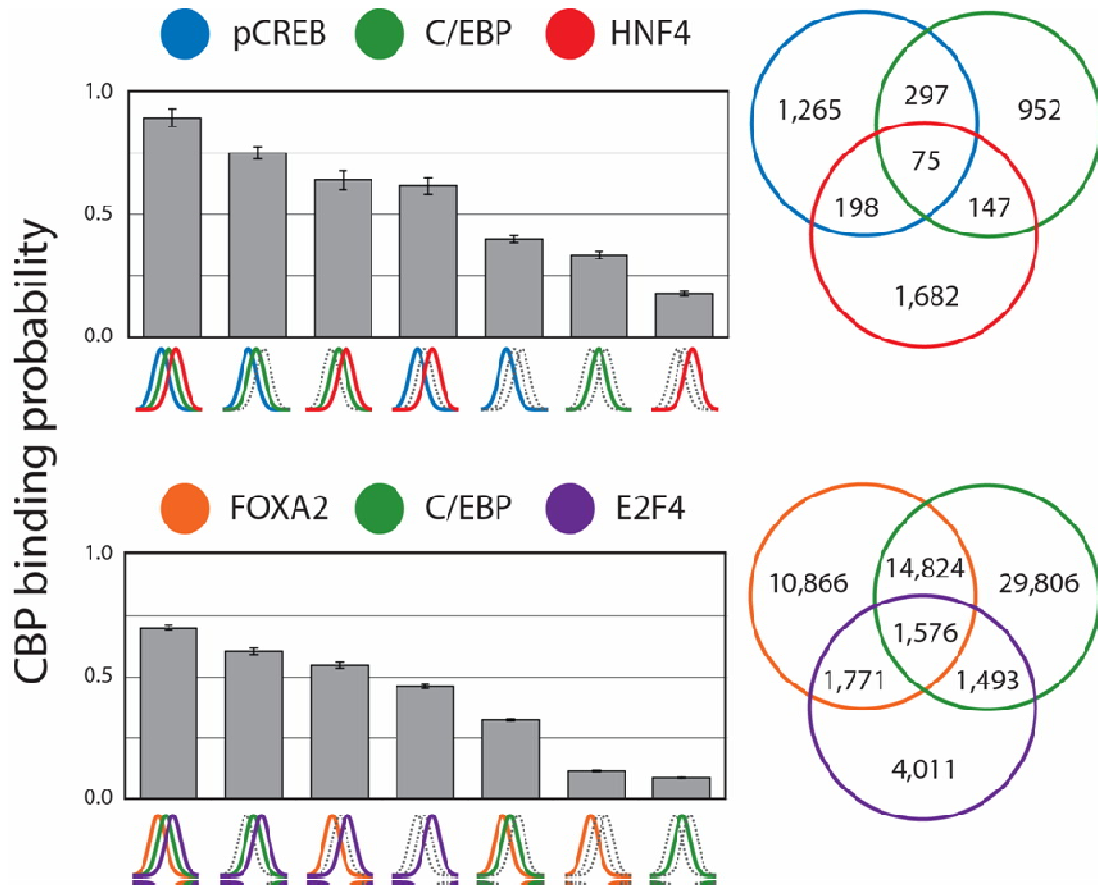 pCREB C/EBP HNF4
CBP binding probability
1.0
0.5
0.0
1,265 297 952
75
198 147
1,682
FOXA2 C/EBP E2F4
1.0
0.5
0.0
10,866 14,824 29,806
1,576
1,771 1,493
4,011